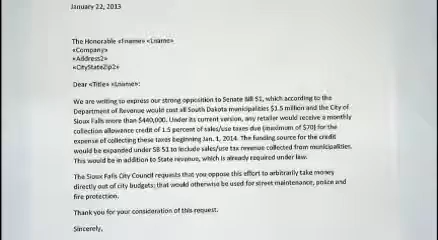 January 22, 2013
The Honorable «Fname» «Lname»
«Company»
«Address2»
«CityStateZip2»
Dear «Title» «Lname»:
We are writing to express our strong opposition to Senate Bill 51, which according to the
Department of Revenue would cost all South Dakota municipalities $1.5 million and the City of
Sioux Falls more than $440,000. Under its current version, any retailer would receive a monthly
collection allowance credit of 1.5 percent of sales/use taxes due (maximum of $70) for the
expense of collecting these taxes beginning Jan. 1, 2014. The funding source for the credit
would be expanded under SB 51 to include sales/use tax revenue collected from municipalities.
This would be in addition to State revenue, which is already required under law.
The Sioux Falls City Council requests that you oppose this effort to arbitrarily take money
directly out of city budgets; that would otherwise be used for street maintenance, police and
fire protection.
Thank you for your consideration of this request.
Sincerely,